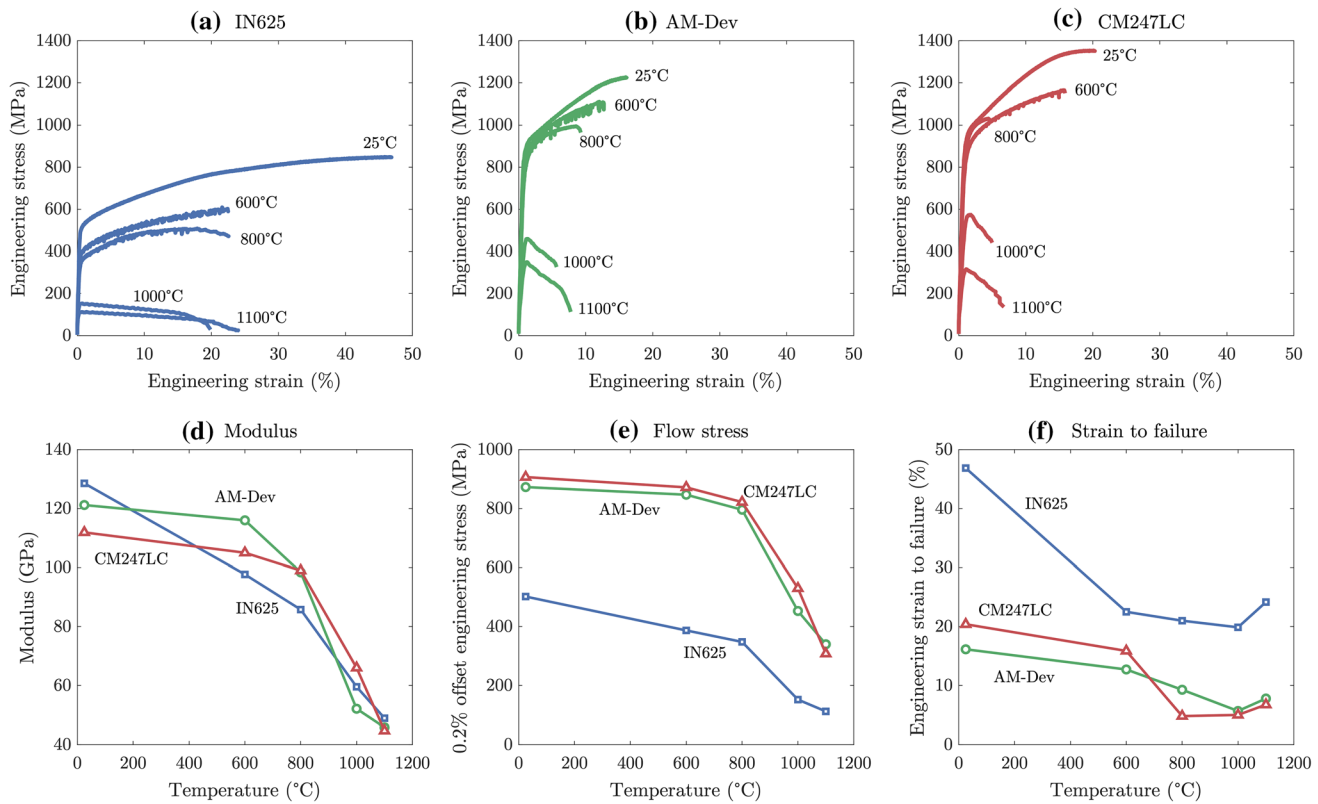 (a) IN625
1400
1200
1000
800
600
400
200
0
0 10 20 30 40 50
Engineering stress (MPa)
Engineering strain (%)
25°C
600°C
800°C
1000°C
1100°C
(b) AM-Dev
1400
1200
1000
800
600
400
200
0
0 10 20 30 40 50
Engineering stress (MPa)
Engineering strain (%)
25°C
600°C
800°C
1000°C
1100°C
(c) CM247LC
1400
1200
1000
800
600
400
200
0
0 10 20 30 40 50
Engineering stress (MPa)
Engineering strain (%)
25°C
600°C
800°C
1000°C
1100°C
(d) Modulus
140
120
100
80
60
40
0 200 400 600 800 1000 1200
Modulus (GPa)
Temperature (°C)
AM-Dev
CM247LC
IN625
(e) Flow stress
1000
800
600
400
200
0
0 200 400 600 800 1000 1200
0.2% offset engineering stress (MPa)
Temperature (°C)
CM247LC
AM-Dev
IN625
(f) Strain to failure
50
40
30
20
10
0
0 200 400 600 800 1000 1200
Engineering strain to failure (%)
Temperature (°C)
IN625
CM247LC
AM-Dev